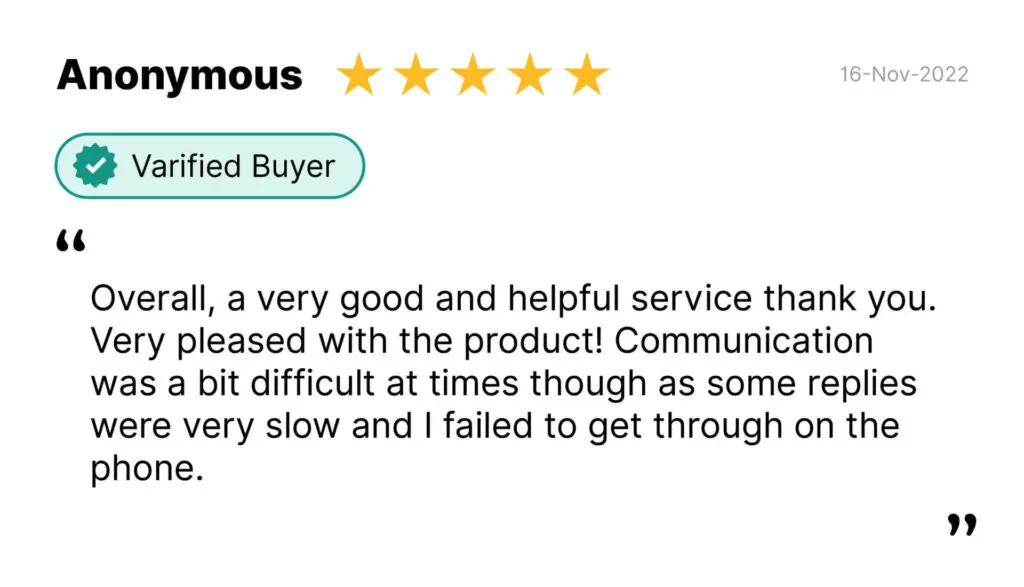 Anonymous 16-Nov-2022
Varified Buyer
“
Overall, a very good and helpful service thank you.
Very pleased with the product! Communication
was a bit difficult at times though as some replies
were very slow and I failed to get through on the
phone.
”